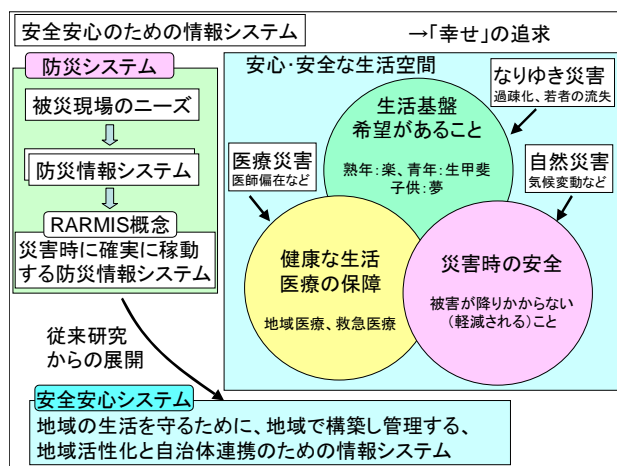 安全安心のための情報システム
→「幸せ」の追求
防災システム
被災現場のニーズ
防災情報システム
RARMIS概念
災害時に確実に稼動
する防災情報システム
従来研究
からの展開
安心・安全な生活空間
なりゆき災害
過疎化、若者の流失
生活基盤
希望があること
熟年：楽、青年：生甲斐
子供：夢
医療災害
医師偏在など
自然災害
気候変動など
健康な生活
医療の保障
地域医療、救急医療
災害時の安全
被害が降りかからない
（軽減される）こと
安全安心システム
地域の生活を守るために、地域で構築し管理する、
地域活性化と自治体連携のための情報システム